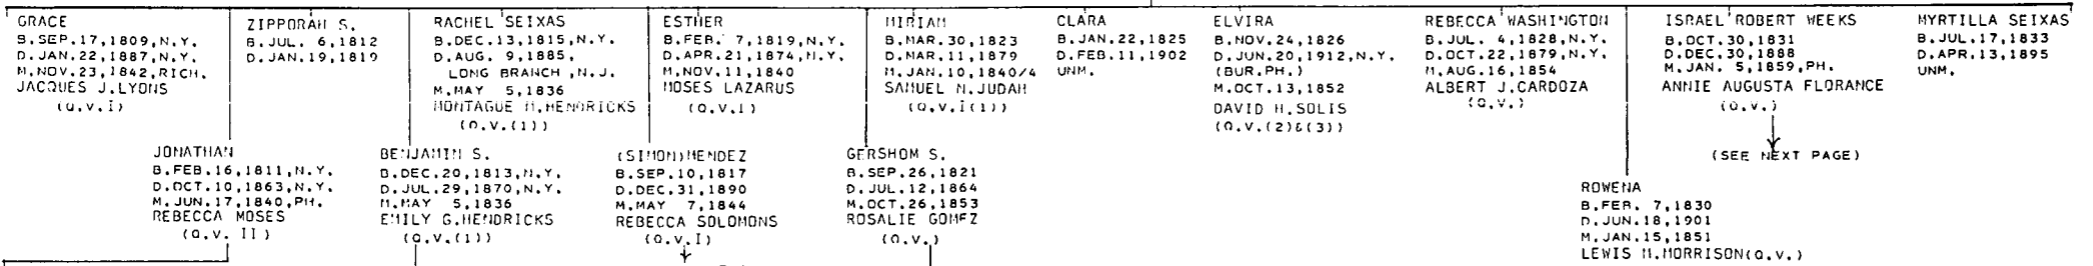 GRACE
B.SEP.17,1809,N.Y.
D.JAN.22,1887,N.Y.
M.NOV.23,1842,RICH.
JACQUES J.LYONS
(Q.V.I)
ZIPPORAH S.
B.JUL. 6,1812
D.JAN.19,1819
RACHEL SEIXAS
B.DEC.13,1815,N.Y.
D.AUG. 9,1885,
LONG BRANCH,N.J.
M.MAY 5,1836
MONTAGUE M.HENDRICKS
(Q.V.(1))
ESTHER
B.FEB. 7,1819,N.Y.
D.APR.21,1874,N.Y.
M.NOV.11,1840
MOSES LAZARUS
(Q.V.I)
MIRIAM
B.MAR.30,1823
D.MAR.11,1879
M.JAN.10,1840/4
SAMUEL N.JUDAH
(Q.V.I(1))
CLARA
B.JAN.22,1825
D.FEB.11,1902
UNM.
ELVIRA
B.NOV.24,1826
D.JUN.20,1912,N.Y.
(BUR.PH.)
M.OCT.13,1852
DAVID H.SOLIS
(Q.V.(2)&(3))
REBECCA WASHINGTON
B.JUL. 4,1828,N.Y.
D.OCT.22,1879,N.Y.
M.AUG.16,1854
ALBERT J.CARDOZA
(Q.V.)
ISRAEL ROBERT WEEKS
B.OCT.30,1831
D.DEC.30,1888
M.JAN. 5,1859,PH.
ANNIE AUGUSTA FLORANCE
(Q.V.)
(SEE NEXT PAGE)
MYRTILLA SEIXAS
B.JUL.17,1833
D.APR.13,1895
UNM.
JONATHAN
B.FEB.16,1811,N.Y.
D.OCT.10,1863,N.Y.
M.JUN.17,1840,PH.
REBECCA MOSES
(Q.V. II)
BENJAMIN S.
B.DEC.20,1813,N.Y.
D.JUL.29,1870,N.Y.
M.MAY 5,1836
EMILY G.HENDRICKS
(Q.V.(1))
(SIMON)MENDEZ
B.SEP.10,1817
D.DEC.31,1890
M.MAY 7,1844
REBECCA SOLOMONS
(Q.V.I)
GERSHOM S.
B.SEP.26,1821
D.JUL.12,1864
M.OCT.26,1853
ROSALIE GOMEZ
(Q.V.)
ROWENA
B.FEB. 7,1830
D.JUN.18,1901
M.JAN.15,1851
LEWIS M.MORRISON(Q.V.)